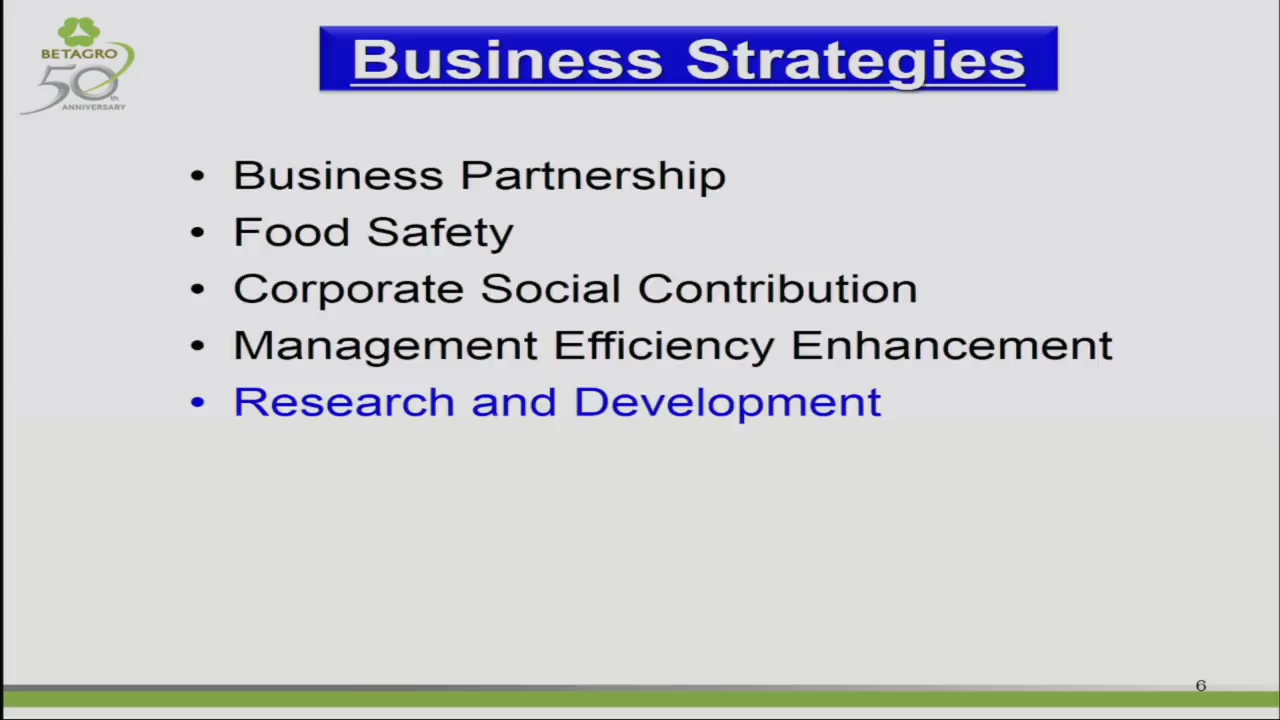 BETAGRO
50th
ANNIVERSARY
Business Strategies
• Business Partnership
• Food Safety
• Corporate Social Contribution
• Management Efficiency Enhancement
• Research and Development
6